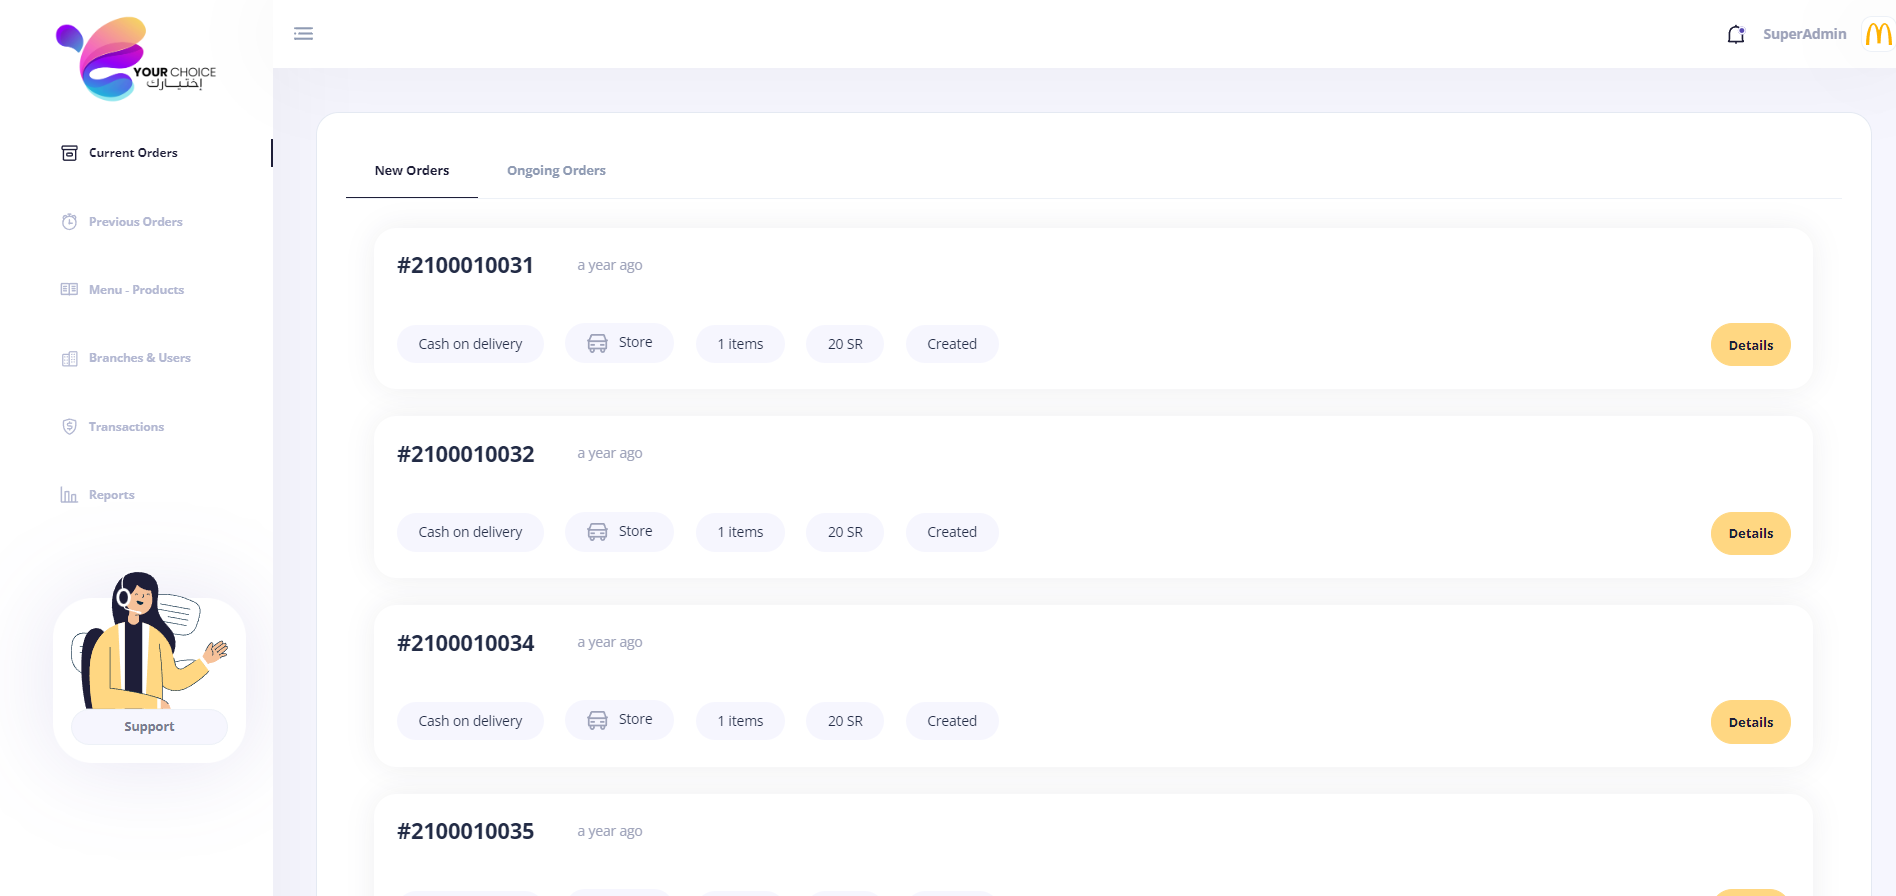 YOUR CHOICE
إختيارك
SuperAdmin
Current Orders
Previous Orders
Menu - Products
Branches & Users
Transactions
Reports
Support
New Orders
Ongoing Orders
#2100010031
a year ago
Cash on delivery
Store
1 items
20 SR
Created
Details
#2100010032
a year ago
Cash on delivery
Store
1 items
20 SR
Created
Details
#2100010034
a year ago
Cash on delivery
Store
1 items
20 SR
Created
Details
#2100010035
a year ago